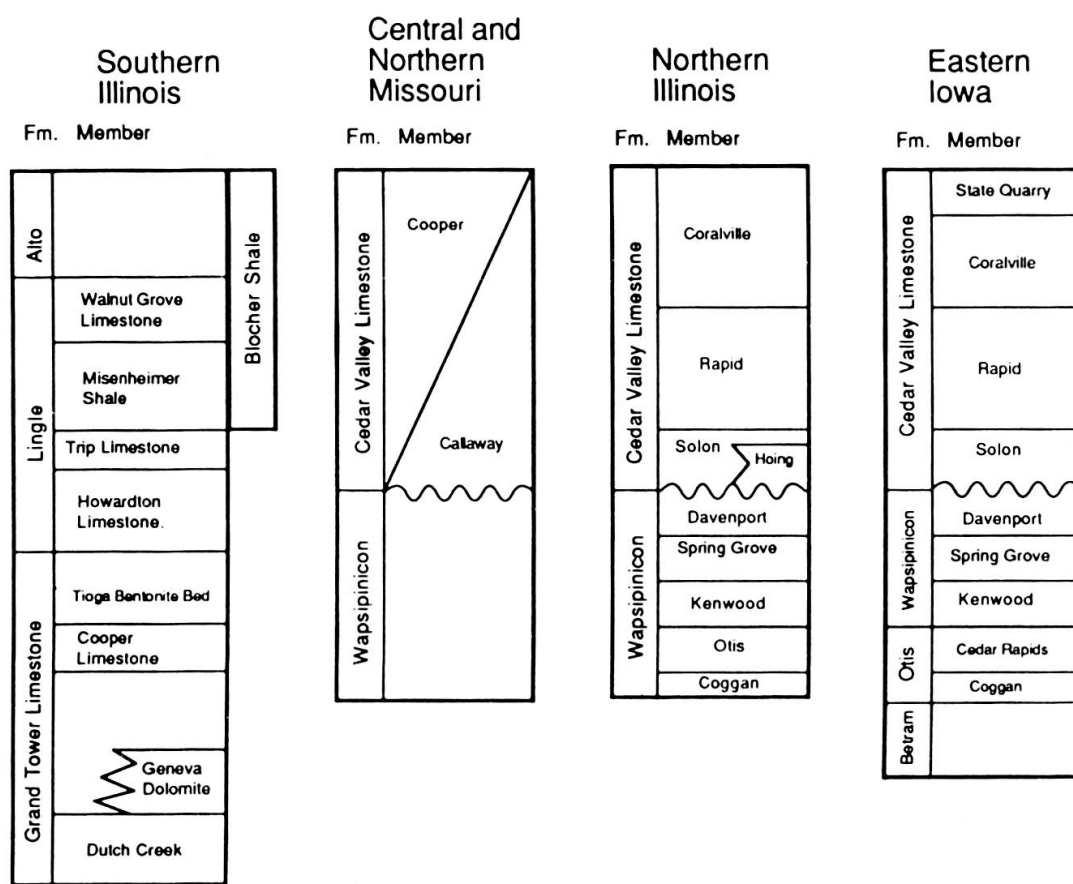 Southern
Illinois
Fm. Member
Alto
Lingle
Grand Tower Limestone
Walnut Grove
Limestone
Misenheimer
Shale
Trip Limestone
Howardton
Limestone.
Tioga Bentonite Bed
Cooper
Limestone
Geneva
Dolomite
Dutch Creek
Blocher Shale
Central and
Northern
Missouri
Fm. Member
Cedar Valley Limestone
Wapsipinicon
Cooper
Callaway
Northern
Illinois
Fm. Member
Cedar Valley Limestone
Wapsipinicon
Coralville
Rapid
Solon
Hoing
Davenport
Spring Grove
Kenwood
Otis
Coggan
Eastern
Iowa
Fm. Member
Cedar Valley Limestone
Wapsipinicon
Otis
Betram
State Quarry
Coralville
Rapid
Solon
Davenport
Spring Grove
Kenwood
Cedar Rapids
Coggan